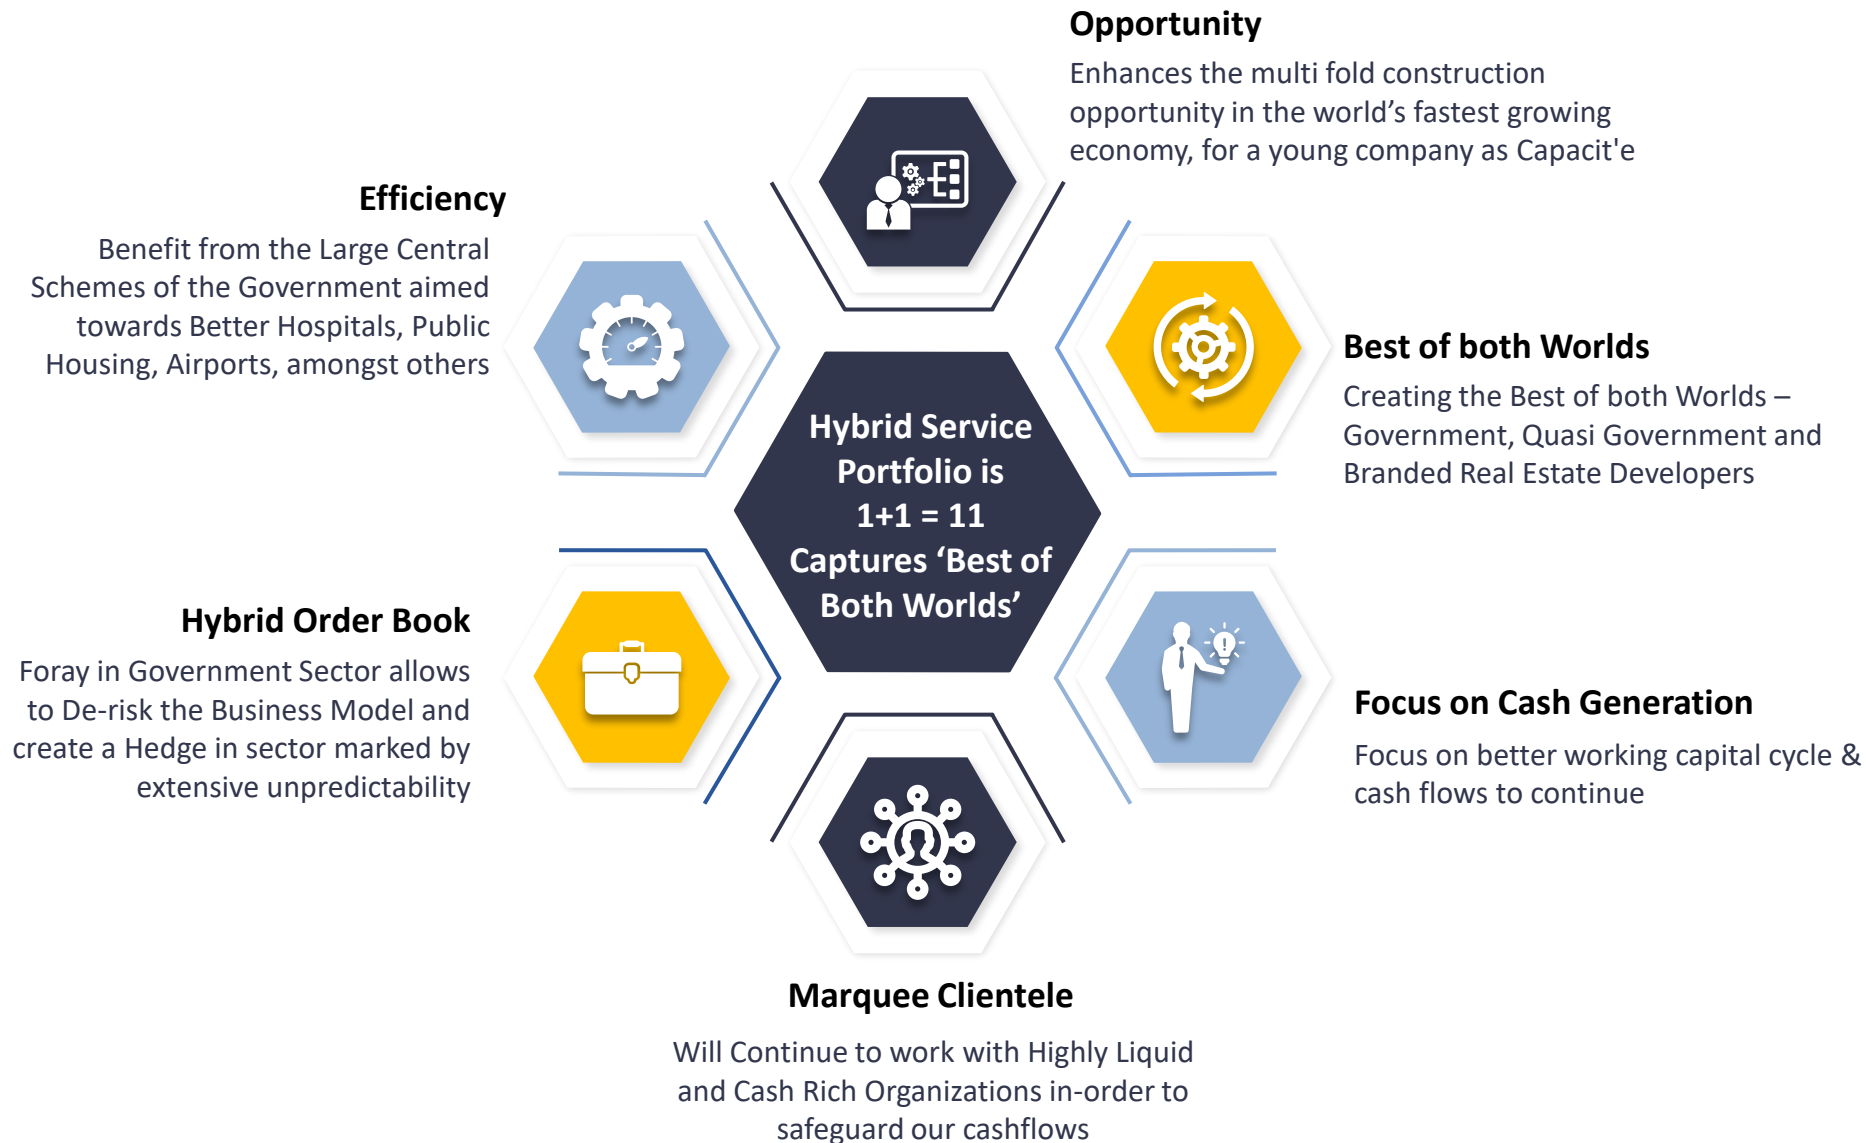 Opportunity
Enhances the multi fold construction
opportunity in the world’s fastest growing
economy, for a young company as Capacit'e
Efficiency
Benefit from the Large Central
Schemes of the Government aimed
towards Better Hospitals, Public
Housing, Airports, amongst others
Best of both Worlds
Creating the Best of both Worlds –
Government, Quasi Government and
Branded Real Estate Developers
Hybrid Service
Portfolio is
1+1 = 11
Captures ‘Best of
Both Worlds’
Hybrid Order Book
Foray in Government Sector allows
to De-risk the Business Model and
create a Hedge in sector marked by
extensive unpredictability
Focus on Cash Generation
Focus on better working capital cycle &
cash flows to continue
Marquee Clientele
Will Continue to work with Highly Liquid
and Cash Rich Organizations in-order to
safeguard our cashflows